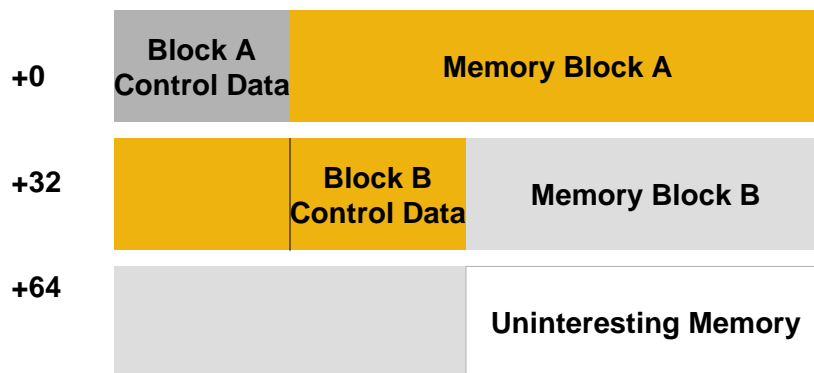 +0
Block A
Control Data
Memory Block A
+32
Block B
Control Data
Memory Block B
+64
Uninteresting Memory